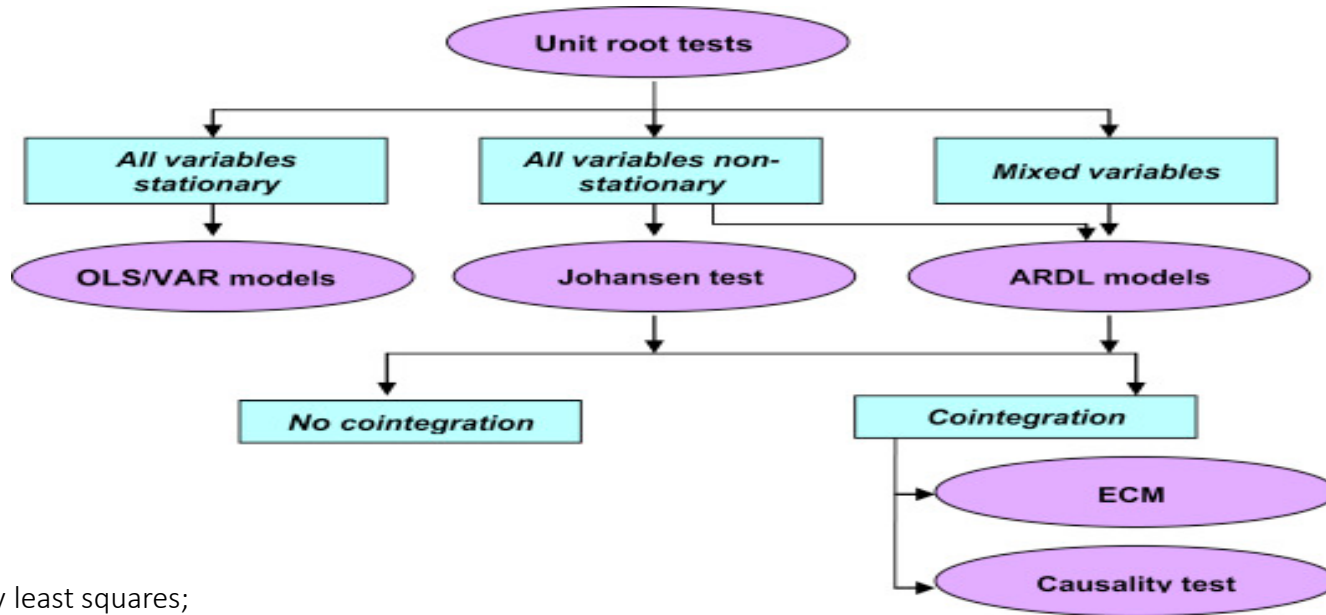 Unit root tests
All variables
stationary
All variables non-
stationary
Mixed variables
OLS/VAR models
Johansen test
ARDL models
No cointegration
Cointegration
ECM
Causality test
least squares;